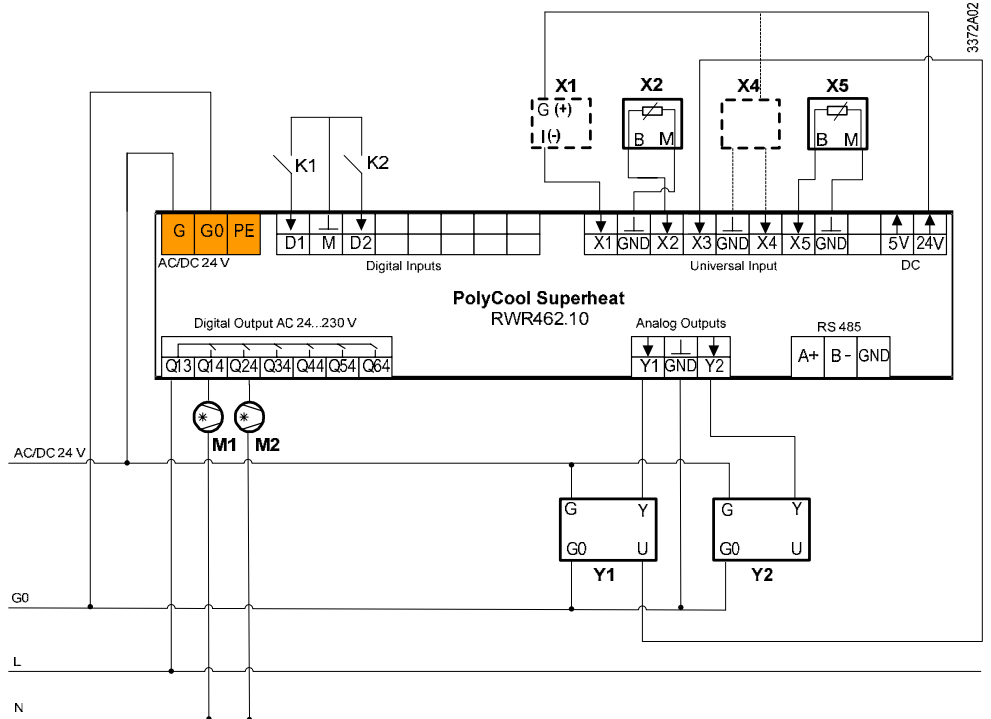 3372A02
X1 X2 X4 X5
G (+)
I (-)
B M
B M
K1 K2
G G0 PE
D1 M D2
X1 GND X2 X3 GND X4 X5 GND 5V 24V
AC/DC 24 V
Digital Inputs
Universal Input
DC
PolyCool Superheat
RWR462.10
Digital Output AC 24...230 V
Analog Outputs
RS 485
Q13 Q14 Q24 Q34 Q44 Q54 Q64
Y1 GND Y2
A+ B - GND
M1 M2
AC/DC 24 V
G Y
G0 U
Y1
G Y
G0 U
Y2
G0
L
N